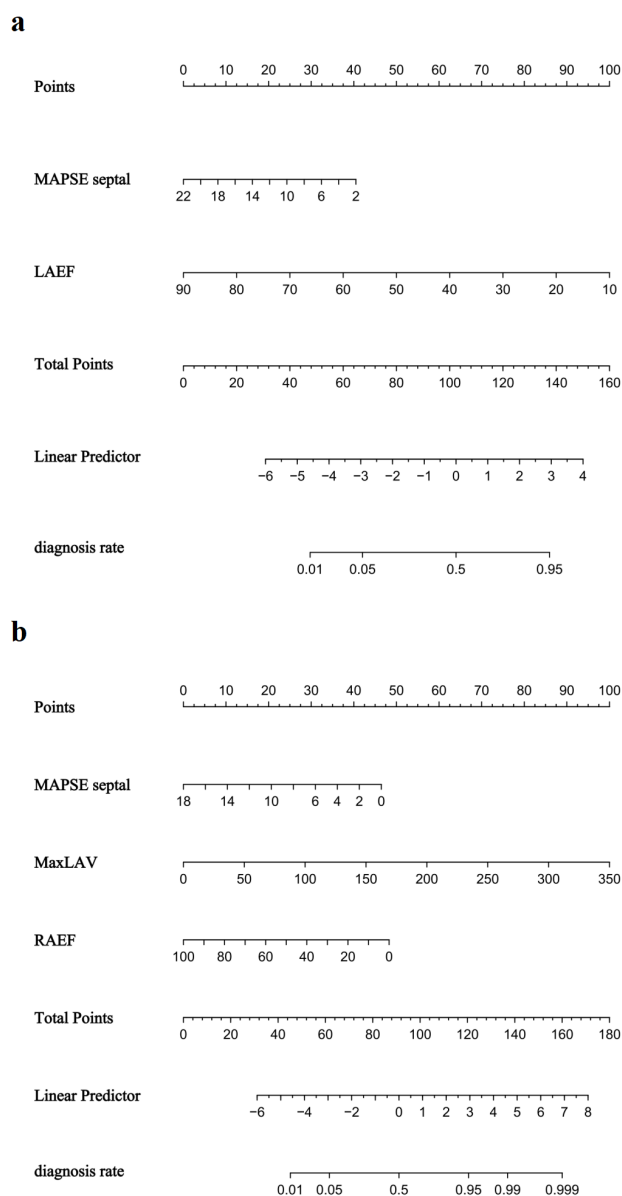 a
0 10 20 30 40 50 60 70 80 90 100
Points
MAPSE septal
22 18 14 10 6 2
LAEF
90 80 70 60 50 40 30 20 10
Total Points
0 20 40 60 80 100 120 140 160
Linear Predictor
−6 −5 −4 −3 −2 −1 0 1 2 3 4
diagnosis rate
0.01 0.05 0.5 0.95
b
0 10 20 30 40 50 60 70 80 90 100
Points
MAPSE septal
18 14 10 6 4 2 0
MaxLAV
0 50 100 150 200 250 300 350
RAEF
100 80 60 40 20 0
Total Points
0 20 40 60 80 100 120 140 160 180
Linear Predictor
−6 −4 −2 0 1 2 3 4 5 6 7 8
diagnosis rate
0.01 0.05 0.5 0.95 0.99 0.999